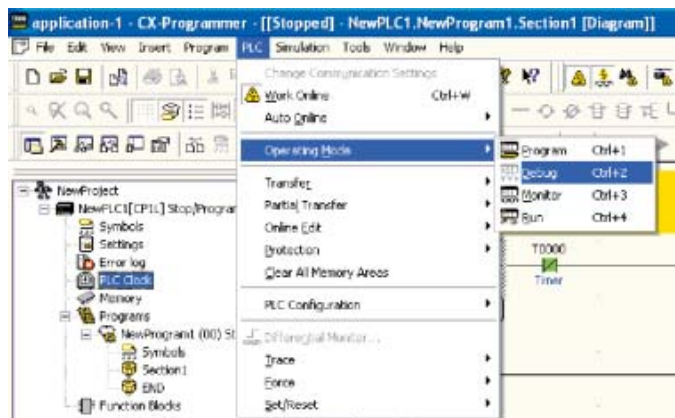 application-1 - CX-Programmer - [[Stopped] - NewPLC1.NewProgram1.Section1 [Diagram]]
File Edit View Insert Program PLC Simulation Tools Window Help
Change Communication Settings
Work Online Ctrl+W
Auto Online
Operating Mode
Program Ctrl+1
Debug Ctrl+2
Monitor Ctrl+3
Run Ctrl+4
Transfer
Partial Transfer
Online Edit
Protection
Clear All Memory Areas
PLC Configuration
Differential Monitor...
Trace
Force
Set/Reset
NewProject
NewPLC1[CP1L] Stop/Progra
Symbols
Settings
Error log
PLC Clock
Memory
Programs
NewProgram1 (00) St
Symbols
Section1
END
Function Blocks
T0000
Timer